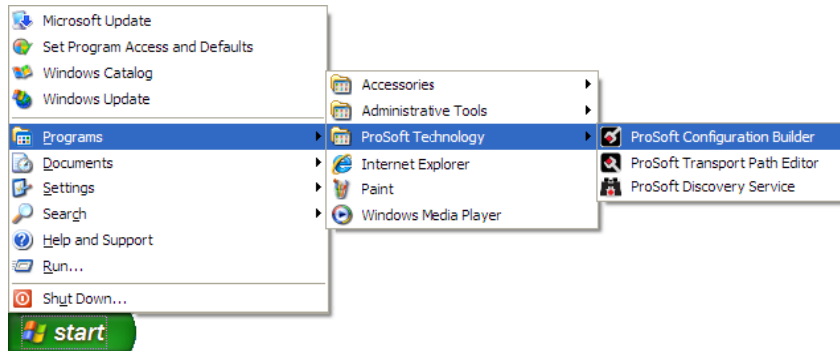 Microsoft Update
Set Program Access and Defaults
Windows Catalog
Windows Update
Programs
Documents
Settings
Search
Help and Support
Run...
Shut Down...
start
Accessories
Administrative Tools
ProSoft Technology
Internet Explorer
Paint
Windows Media Player
ProSoft Configuration Builder
ProSoft Transport Path Editor
ProSoft Discovery Service